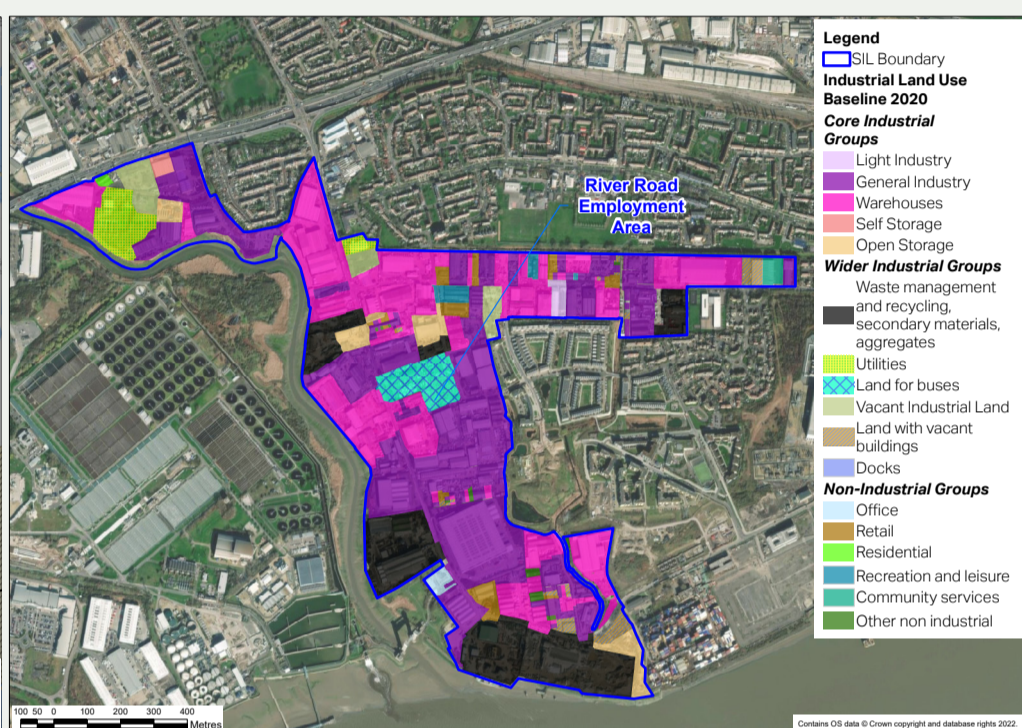 River Road
Employment
Area
Legend
SIL Boundary
Industrial Land Use
Baseline 2020
Core Industrial
Groups
Light Industry
General Industry
Warehouses
Self Storage
Open Storage
Wider Industrial Groups
Waste management
and recycling,
secondary materials,
aggregates
Utilities
Land for buses
Vacant Industrial Land
Land with vacant
buildings
Docks
Non-Industrial Groups
Office
Retail
Residential
Recreation and leisure
Community services
Other non industrial
100 50 0 100 200 300 400
Metres
Contains OS data © Crown copyright and database rights 2022.